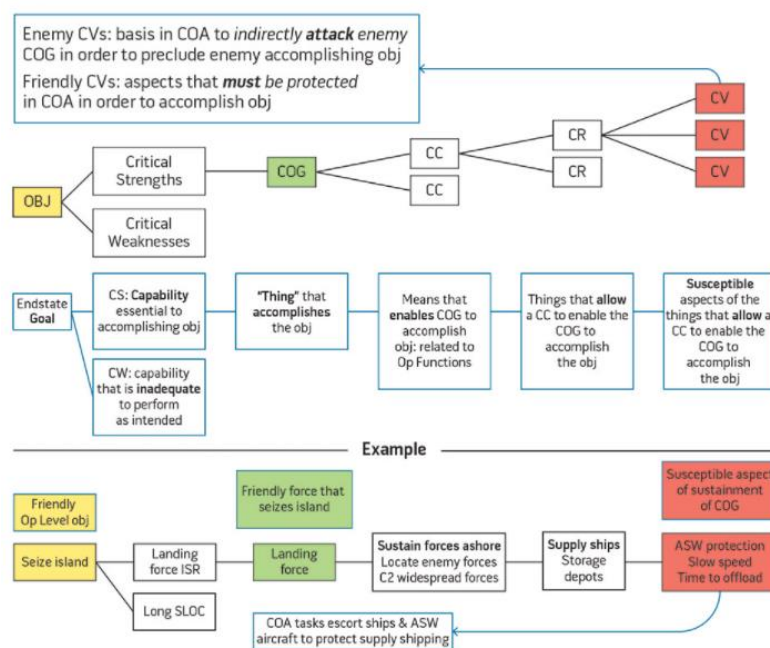 Enemy CVs: basis in COA to indirectly attack enemy
COG in order to preclude enemy accomplishing obj
Friendly CVs: aspects that must be protected
in COA in order to accomplish obj
OBJ
Critical
Strengths
Critical
Weaknesses
COG
CC
CC
CR
CR
CV
CV
CV
Endstate
Goal
CS: Capability
essential to
accomplishing obj
CW: capability
that is inadequate
to perform
as intended
"Thing" that
accomplishes
the obj
Means that
enables COG to
accomplish
obj: related to
Op Functions
Things that allow
a CC to enable the
COG to
accomplish
the obj
Susceptible
aspects of the
things that allow a
CC to enable the
COG to
accomplish
the obj
Example
Friendly
Op Level obj
Friendly force that
seizes island
Susceptible aspect
of sustainment
of COG
Seize island
Landing
force ISR
Long SLOC
Landing
force
Sustain forces ashore
Locate enemy forces
C2 widespread forces
Supply ships
Storage
depots
ASW protection
Slow speed
Time to offload
COA tasks escort ships & ASW
aircraft to protect supply shipping